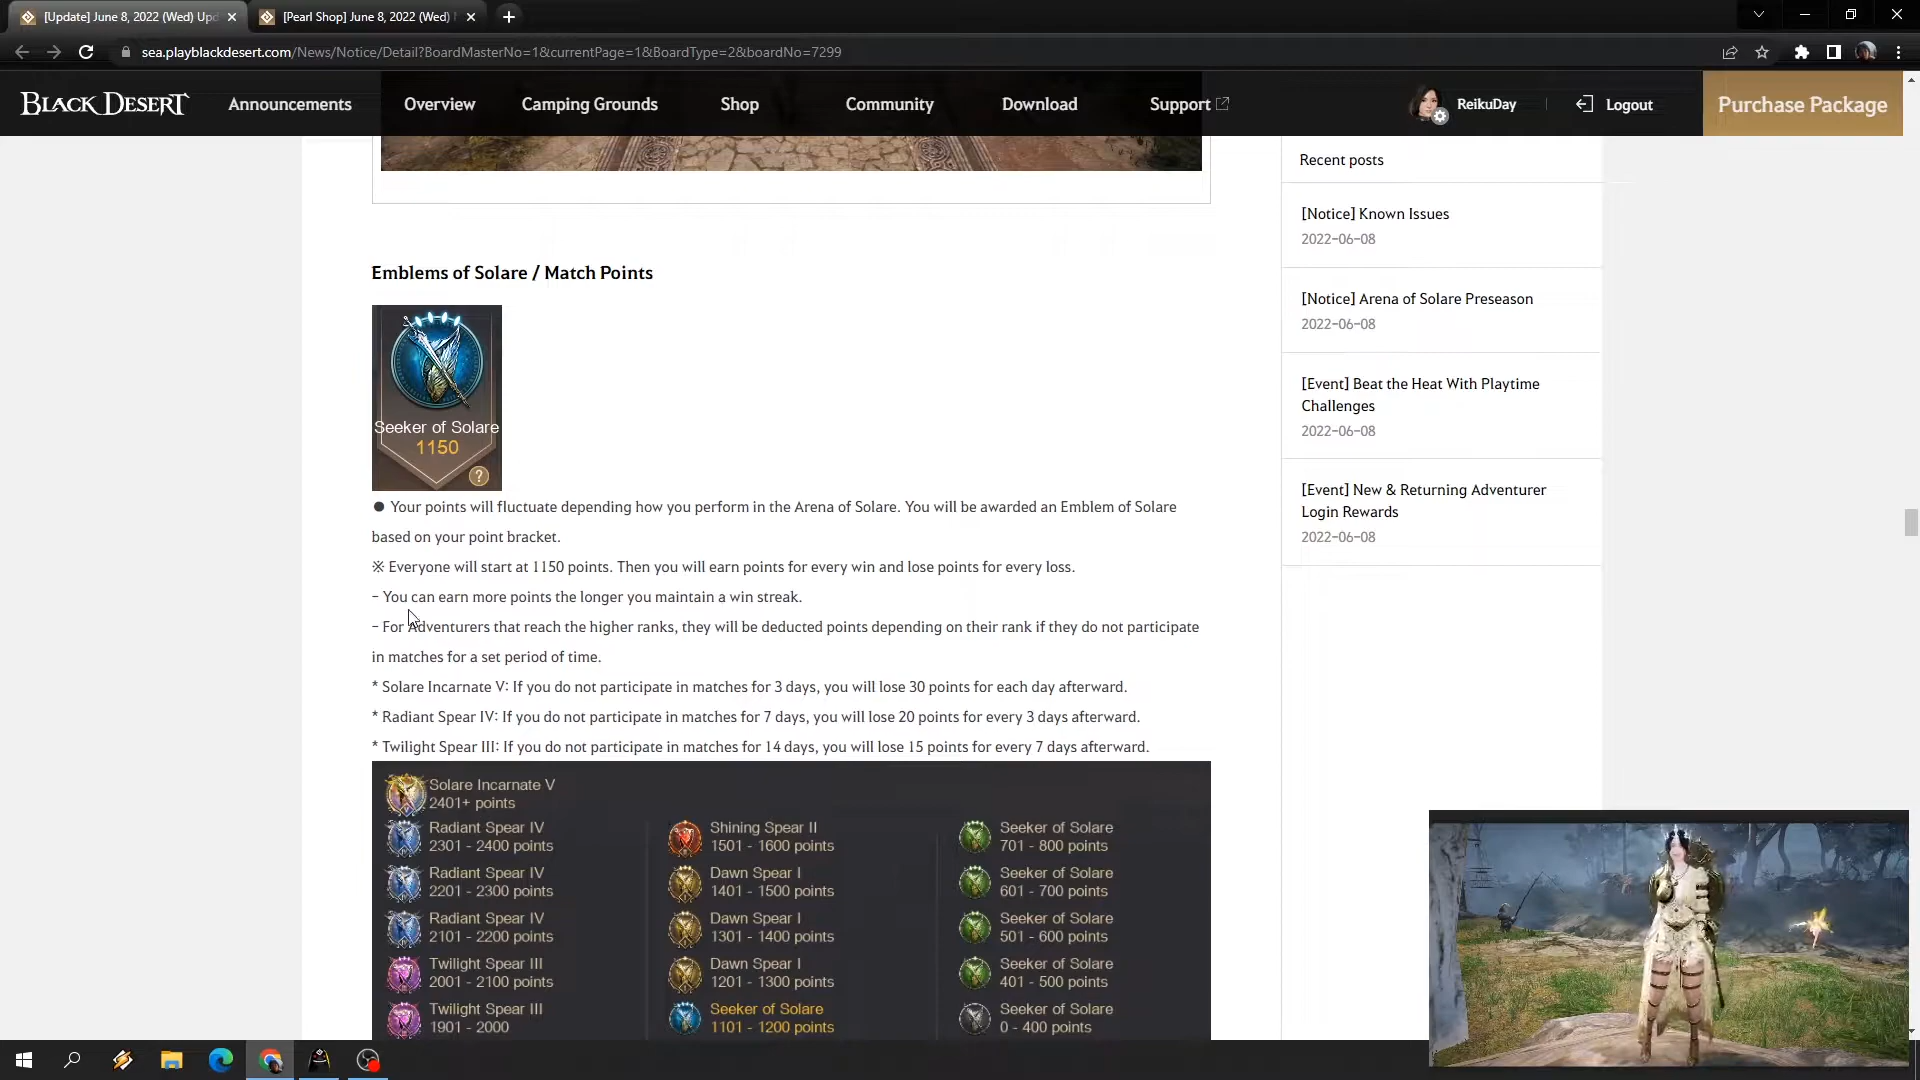 [Update] June 8, 2022 (Wed) Upd
[Pearl Shop] June 8, 2022 (Wed)
sea.playblackdesert.com/News/Notice/Detail?BoardMasterNo=1&currentPage=1&BoardType=2&boardNo=7299
BLACK DESERT
Announcements
Overview
Camping Grounds
Shop
Community
Download
Support
ReikuDay
Logout
Purchase Package
Emblems of Solare / Match Points
Seeker of Solare
1150
?
● Your points will fluctuate depending how you perform in the Arena of Solare. You will be awarded an Emblem of Solare
based on your point bracket.
※ Everyone will start at 1150 points. Then you will earn points for every win and lose points for every loss.
- You can earn more points the longer you maintain a win streak.
- For Adventurers that reach the higher ranks, they will be deducted points depending on their rank if they do not participate
in matches for a set period of time.
* Solare Incarnate V: If you do not participate in matches for 3 days, you will lose 30 points for each day afterward.
* Radiant Spear IV: If you do not participate in matches for 7 days, you will lose 20 points for every 3 days afterward.
* Twilight Spear III: If you do not participate in matches for 14 days, you will lose 15 points for every 7 days afterward.
Solare Incarnate V
2401+ points
Radiant Spear IV
2301 - 2400 points
Radiant Spear IV
2201 - 2300 points
Radiant Spear IV
2101 - 2200 points
Twilight Spear III
2001 - 2100 points
Twilight Spear III
1901 - 2000
Shining Spear II
1501 - 1600 points
Dawn Spear I
1401 - 1500 points
Dawn Spear I
1301 - 1400 points
Dawn Spear I
1201 - 1300 points
Seeker of Solare
1101 - 1200 points
Seeker of Solare
701 - 800 points
Seeker of Solare
601 - 700 points
Seeker of Solare
501 - 600 points
Seeker of Solare
401 - 500 points
Seeker of Solare
0 - 400 points
Recent posts
[Notice] Known Issues
2022-06-08
[Notice] Arena of Solare Preseason
2022-06-08
[Event] Beat the Heat With Playtime
Challenges
2022-06-08
[Event] New & Returning Adventurer
Login Rewards
2022-06-08